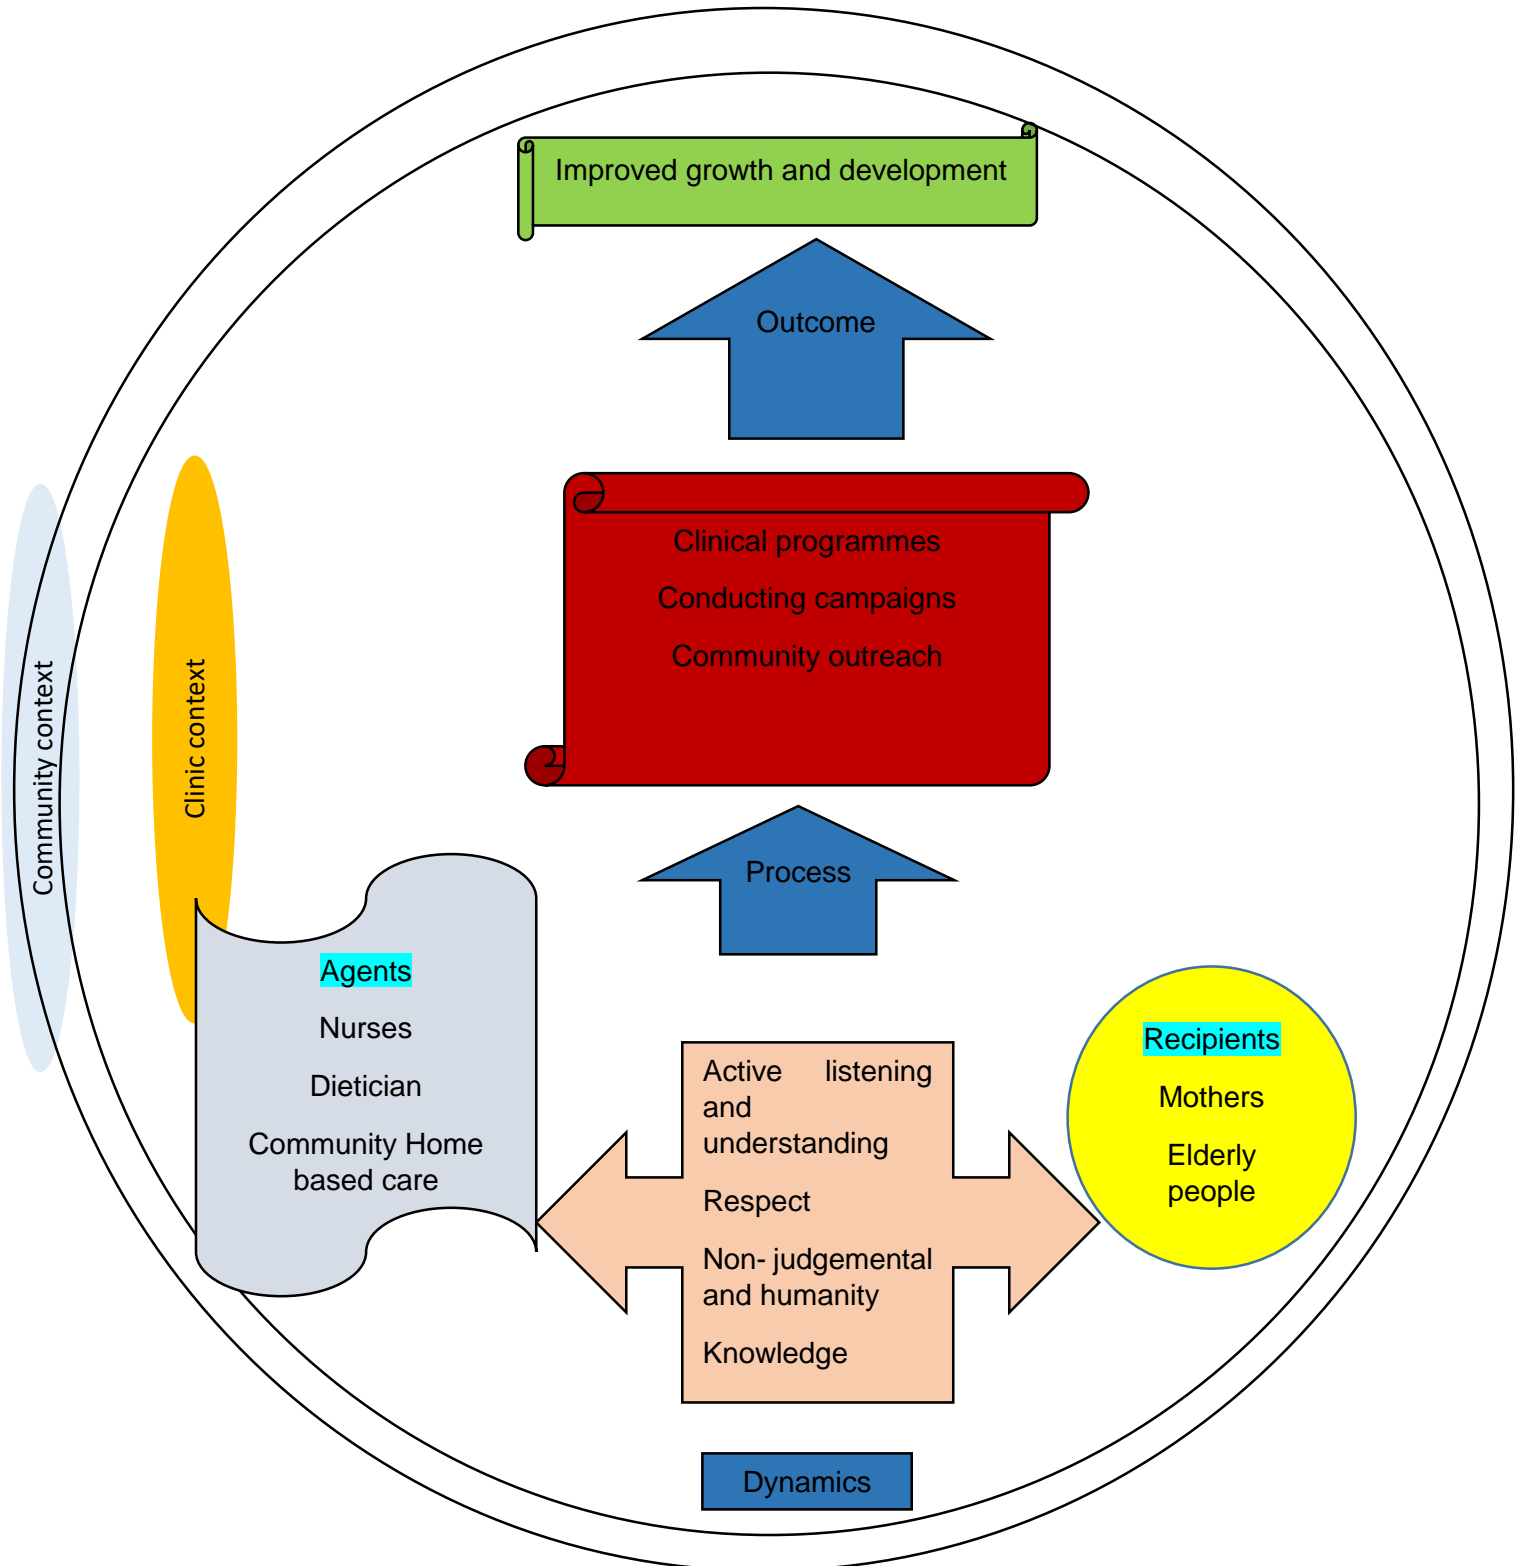 Improved growth and development
Outcome
Clinical programmes
Conducting campaigns
Community outreach
Community context
Clinic context
Process
Agents
Nurses
Dietician
Community Home
based care
Active listening
and
understanding
Respect
Non- judgemental
and humanity
Knowledge
Recipients
Mothers
Elderly
people
Dynamics